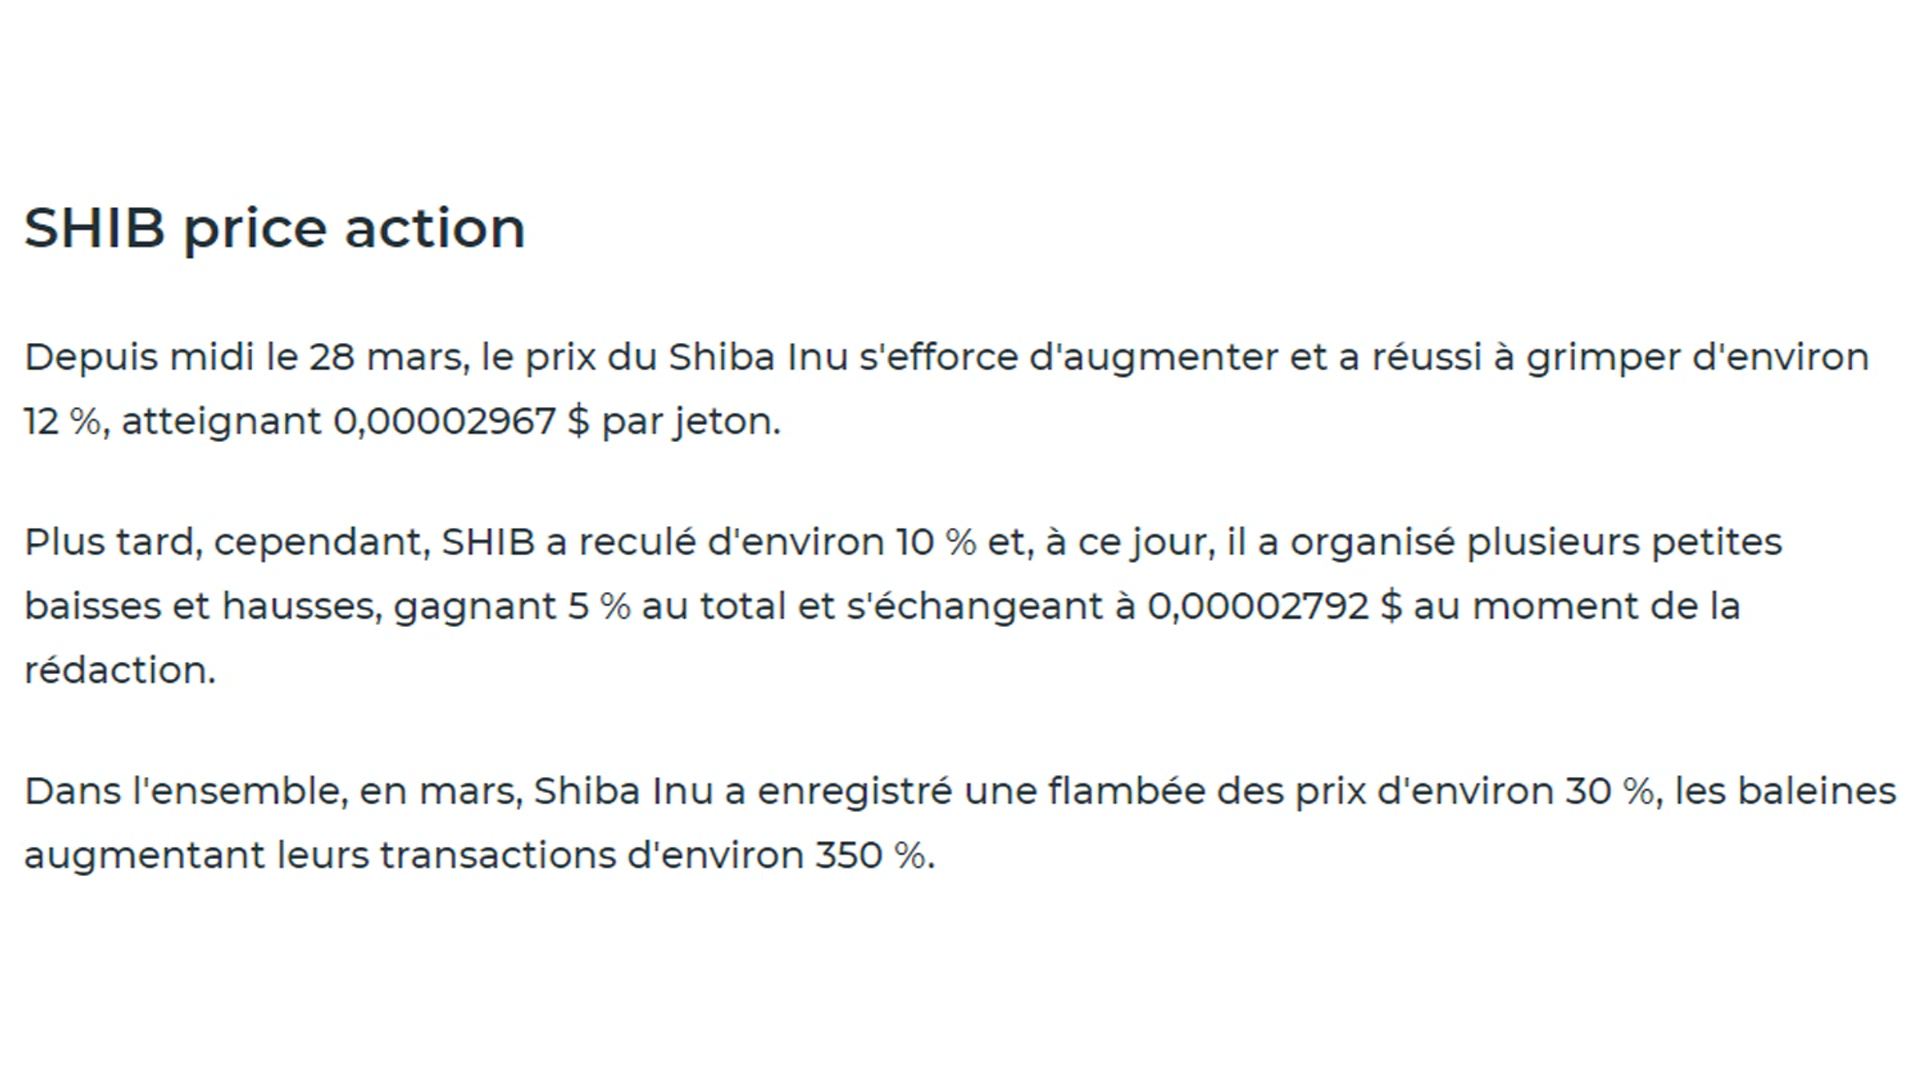 SHIB price action
Depuis midi le 28 mars, le prix du Shiba Inu s'efforce d'augmenter et a réussi à grimper d'environ
12 %, atteignant 0,00002967 $ par jeton.
Plus tard, cependant, SHIB a reculé d'environ 10 % et, à ce jour, il a organisé plusieurs petites
baisses et hausses, gagnant 5 % au total et s'échangeant à 0,00002792 $ au moment de la
rédaction.
Dans l'ensemble, en mars, Shiba Inu a enregistré une flambée des prix d'environ 30 %, les baleines
augmentant leurs transactions d'environ 350 %.